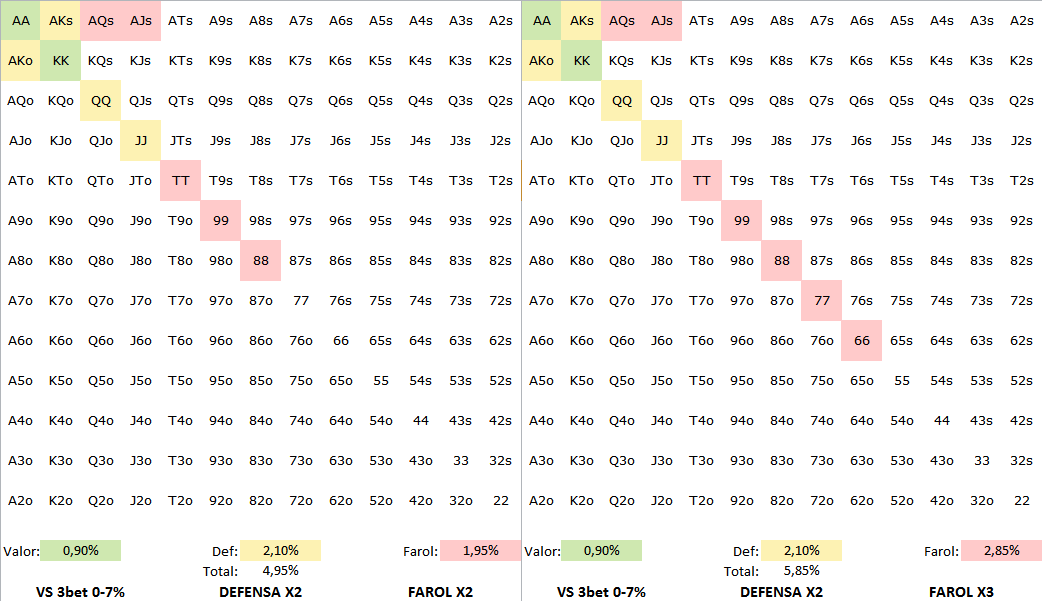 AA AKs AQs AJs ATs A9s A8s A7s A6s A5s A4s A3s A2s AA AKs AQs AJs ATs A9s A8s A7s A6s A5s A4s A3s A2s
AKo KK KQs KJs KTs K9s K8s K7s K6s K5s K4s K3s K2s AKo KK KQs KJs KTs K9s K8s K7s K6s K5s K4s K3s K2s
AQo KQo QQ QJs QTs Q9s Q8s Q7s Q6s Q5s Q4s Q3s Q2s AQo KQo QQ QJs QTs Q9s Q8s Q7s Q6s Q5s Q4s Q3s Q2s
AJo KJo QJo JJ JTs J9s J8s J7s J6s J5s J4s J3s J2s AJo KJo QJo JJ JTs J9s J8s J7s J6s J5s J4s J3s J2s
ATo KTo QTo JTo TT T9s T8s T7s T6s T5s T4s T3s T2s ATo KTo QTo JTo TT T9s T8s T7s T6s T5s T4s T3s T2s
A9o K9o Q9o J9o T9o 99 98s 97s 96s 95s 94s 93s 92s A9o K9o Q9o J9o T9o 99 98s 97s 96s 95s 94s 93s 92s
A8o K8o Q8o J8o T8o 98o 88 87s 86s 85s 84s 83s 82s A8o K8o Q8o J8o T8o 98o 88 87s 86s 85s 84s 83s 82s
A7o K7o Q7o J7o T7o 97o 87o 77 76s 75s 74s 73s 72s A7o K7o Q7o J7o T7o 97o 87o 77 76s 75s 74s 73s 72s
A6o K6o Q6o J6o T6o 96o 86o 76o 66 65s 64s 63s 62s A6o K6o Q6o J6o T6o 96o 86o 76o 66 65s 64s 63s 62s
A5o K5o Q5o J5o T5o 95o 85o 75o 65o 55 54s 53s 52s A5o K5o Q5o J5o T5o 95o 85o 75o 65o 55 54s 53s 52s
A4o K4o Q4o J4o T4o 94o 84o 74o 64o 54o 44 43s 42s A4o K4o Q4o J4o T4o 94o 84o 74o 64o 54o 44 43s 42s
A3o K3o Q3o J3o T3o 93o 83o 73o 63o 53o 43o 33 32s A3o K3o Q3o J3o T3o 93o 83o 73o 63o 53o 43o 33 32s
A2o K2o Q2o J2o T2o 92o 82o 72o 62o 52o 42o 32o 22 A2o K2o Q2o J2o T2o 92o 82o 72o 62o 52o 42o 32o 22
Valor: 0,90% Def: 2,10% Farol: 1,95% Valor: 0,90% Def: 2,10% Farol: 2,85%
Total: 4,95% Total: 5,85%
VS 3bet 0-7% DEFENSA X2 FAROL X2 VS 3bet 0-7% DEFENSA X2 FAROL X3